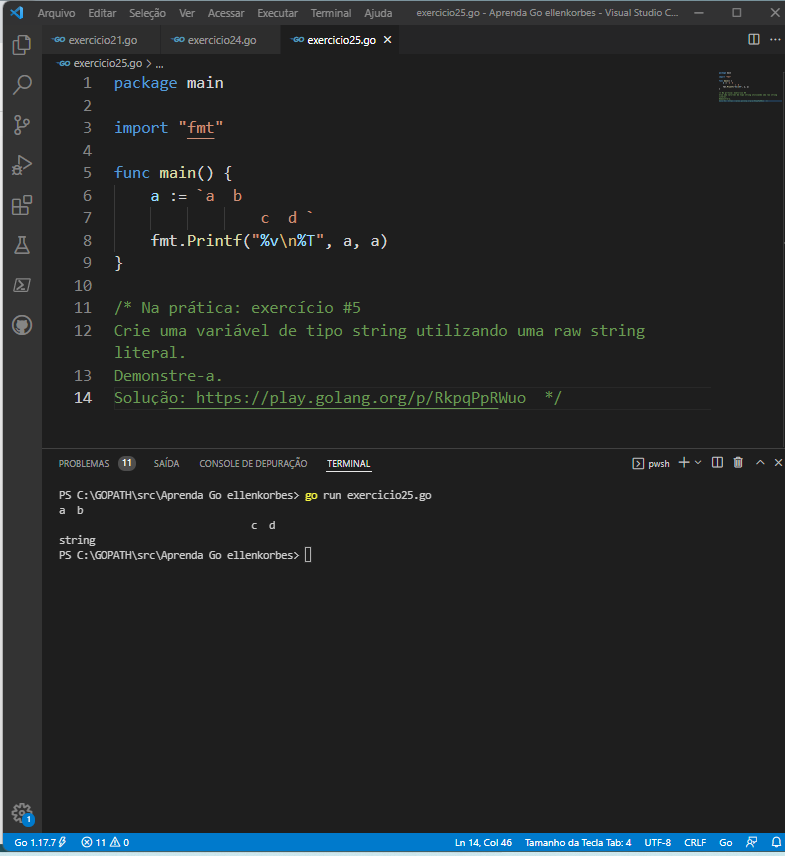 Arquivo Editar Seleção Ver Acessar Executar Terminal Ajuda exercicio25.go - Aprenda Go ellenkorbes - Visual Studio C...
exercicio21.go exercicio24.go exercicio25.go
exercicio25.go > ...
1 package main
2
3 import "fmt"
4
5 func main() {
6 a := `a  b
7 c  d `
8 fmt.Printf("%v\n%T", a, a)
9 }
10
11 /* Na prática: exercício #5
12 Crie uma variável de tipo string utilizando uma raw string
literal.
13 Demonstre-a.
14 Solução: https://play.golang.org/p/RkpqPpRWuo  */
PROBLEMAS 11 SAÍDA CONSOLE DE DEPURAÇÃO TERMINAL pwsh
PS C:\GOPATH\src\Aprenda Go ellenkorbes> go run exercicio25.go
a  b
c  d
string
PS C:\GOPATH\src\Aprenda Go ellenkorbes>
1
Go 1.17.7 11 0 Ln 14, Col 46 Tamanho da Tecla Tab: 4 UTF-8 CRLF Go